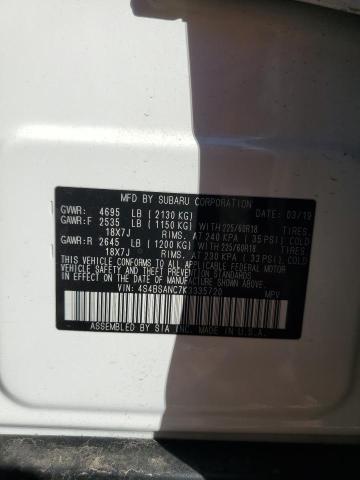 MFD BY SUBARU CORPORATION DATE: 03/19
GVWR: 4695 LB (2130 KG) TIRES.
GAWR:F 2535 LB (1150 KG) WITH 225/60R18
18X7J RIMS. AT 240 KPA (35 PSI) COLD
GAWR:R 2645 LB (1200 KG) WITH 225/60R18 TIRES.
18X7J RIMS. AT 230 KPA (33 PSI) COLD
THIS VEHICLE CONFORMS TO ALL APPLICABLE FEDERAL MOTOR
VEHICLE SAFETY AND THEFT PREVENTION STANDARDS
IN EFFECT ON THE DATE OF MANUFACTURE SHOWN ABOVE.
VIN: 4S4BSANC7K3335720 MPV
ASSEMBLED BY SIA INC. MADE IN U.S.A.